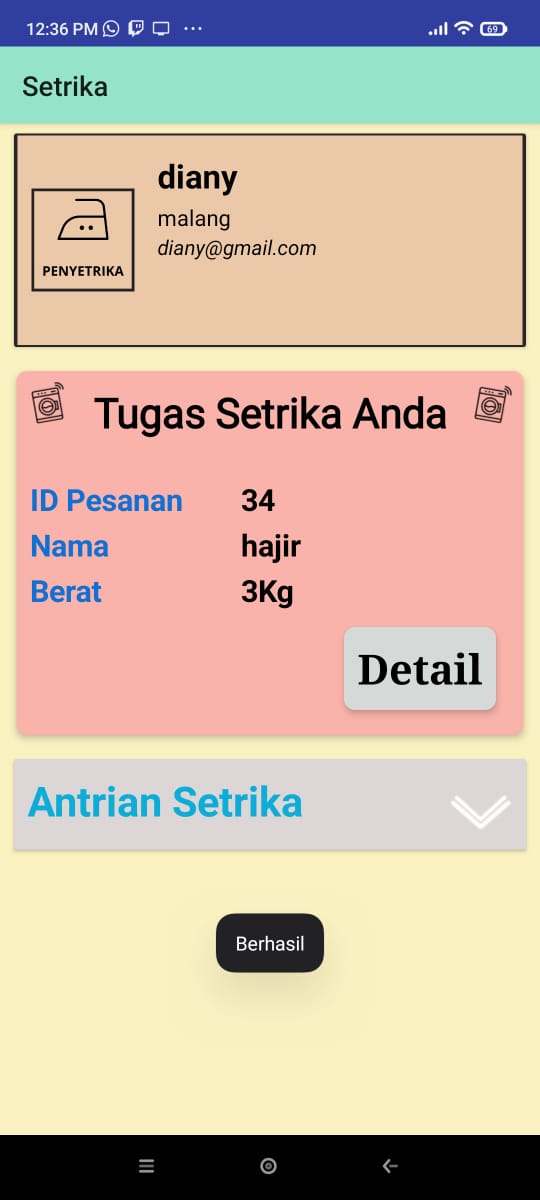 12:36 PM
69
Setrika
diany
malang
diany@gmail.com
PENYETRIKA
Tugas Setrika Anda
ID Pesanan 34
Nama hajir
Berat 3Kg
Detail
Antrian Setrika
Berhasil